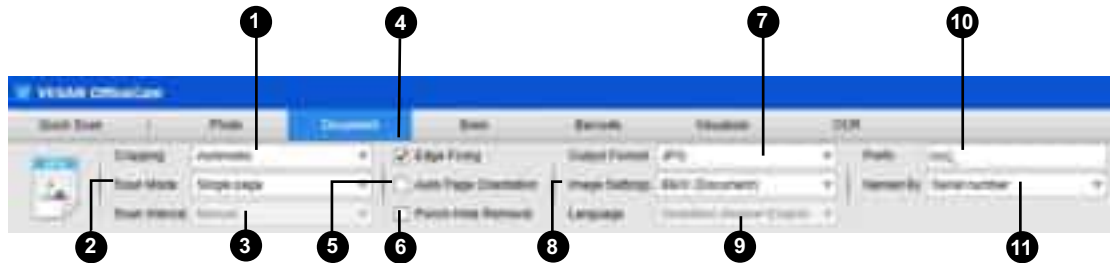 1 4 7 10
VIISAN OfficeCam
Quick Scan Photo Document Book Barcode Visualizer OCR
Cropping Automatic Edge Fixing Output Format JPG Prefix
Scan Mode Single page Auto Page Orientation Image Settings B&W (Document) Named By Serial number
Scan Interval Manual Punch Hole Removal Language
2 3 5 6 8 9 11